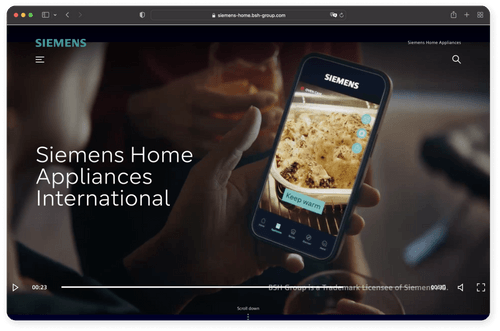 siemens-home.bsh-group.com
SIEMENS
Siemens Home Appliances
SIEMENS
Siemens Home
Appliances
International
Keep warm
00:23
BSH Group is a Trademark Licensee of Siemens AG
Scroll down